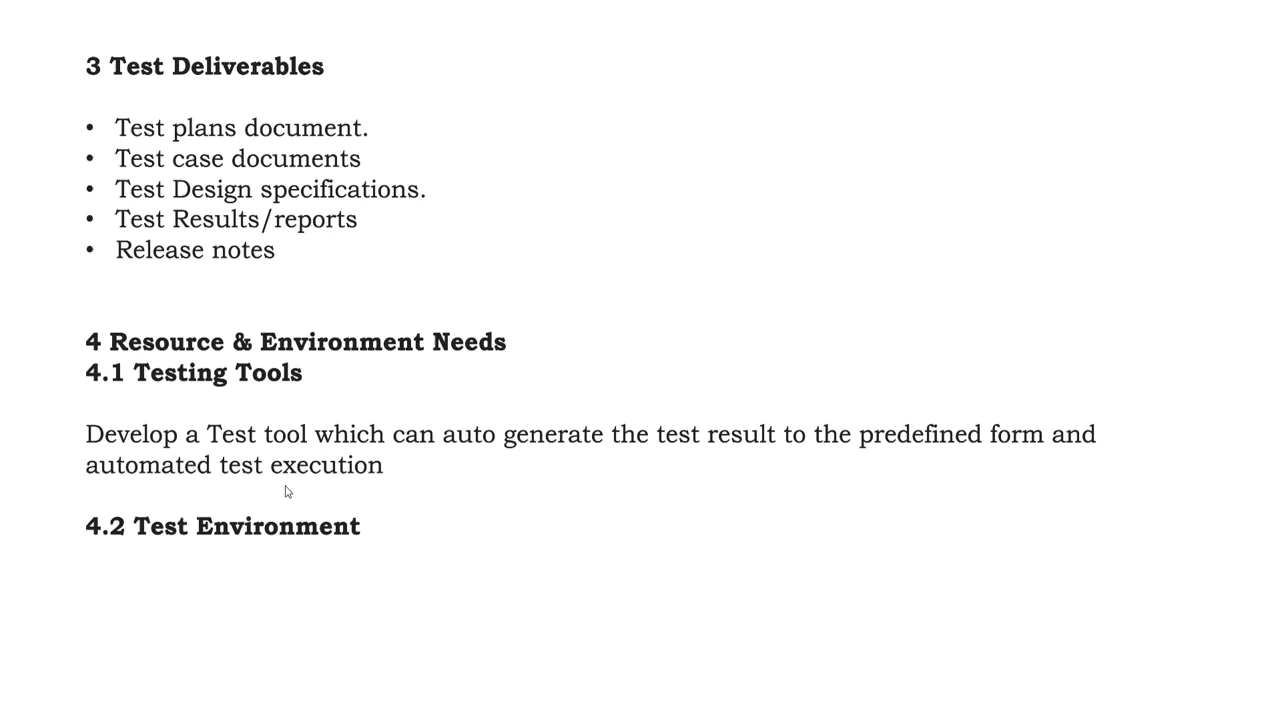 3 Test Deliverables
• Test plans document.
• Test case documents
• Test Design specifications.
• Test Results/reports
• Release notes
4 Resource & Environment Needs
4.1 Testing Tools
Develop a Test tool which can auto generate the test result to the predefined form and
automated test execution
4.2 Test Environment